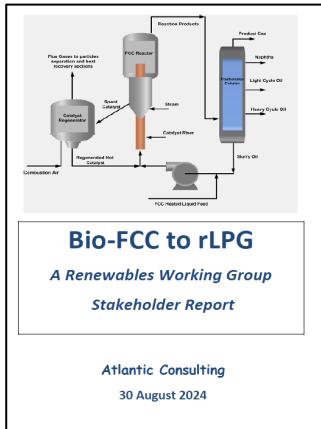 Reaction Products
Product Gas
Flue Gases to particles
separation and heat
recovery sections
FCC Reactor
Naphtha
Light Cycle Oil
Spent
Catalyst
Catalyst
Regenerator
Steam
Heavy Cycle Oil
Catalyst Riser
Slurry Oil
Regenerated Hot
Catalyst
Combustion Air
FCC Heated Liquid Feed
Bio-FCC to rLPG
A Renewables Working Group
Stakeholder Report
Atlantic Consulting
30 August 2024